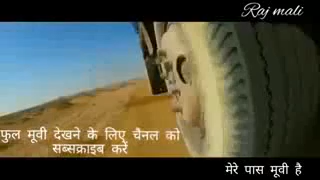 Raj mali
फुल मूवी देखने के लिए चैनल को
सब्सक्राइब करें
मेरे पास मूवी है